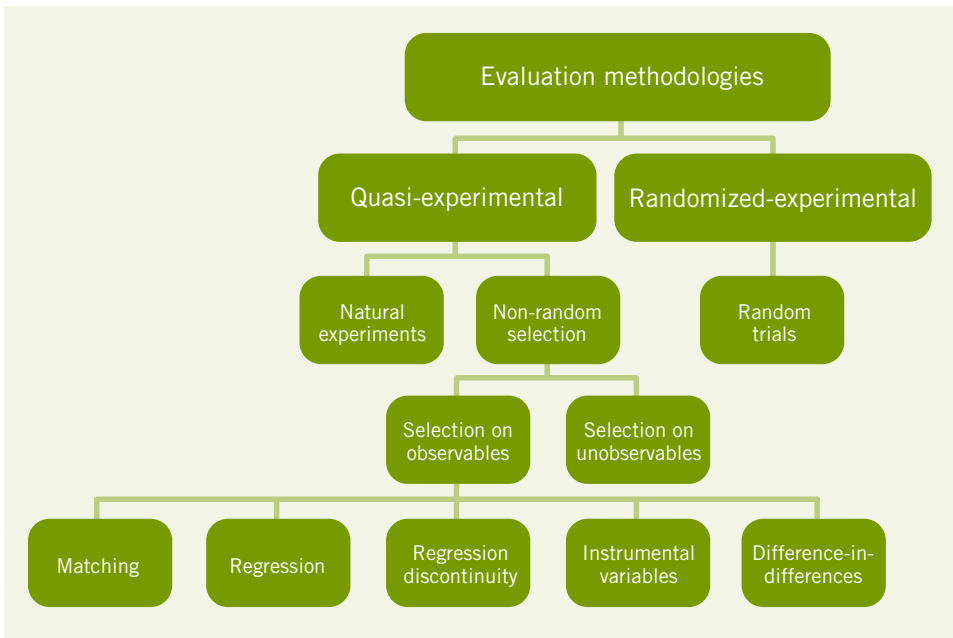 Evaluation methodologies
Quasi-experimental
Randomized-experimental
Natural
experiments
Non-random
selection
Random
trials
Selection on
observables
Selection on
unobservables
Matching
Regression
Regression
discontinuity
Instrumental
variables
Difference-in-
differences